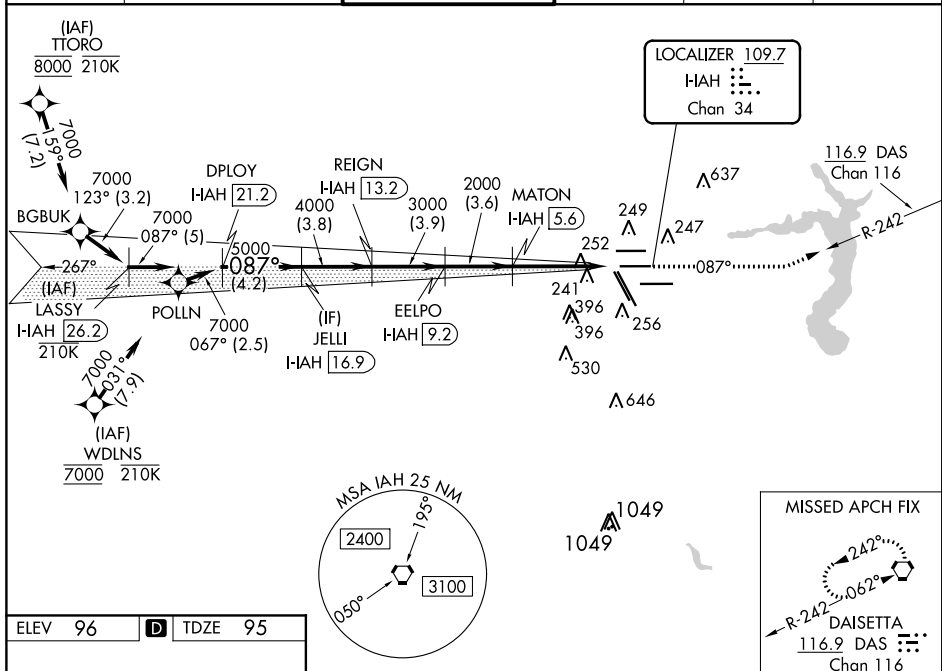 (IAF)
TTORO
8000 210K
7000
159°
(7.2)
7000
123° (3.2)
BGBUK
7000
087° (5)
DPLOY
I-IAH 21.2
REIGN
I-IAH 13.2
4000
(3.8)
3000
(3.9)
2000
(3.6)
MATON
I-IAH 5.6
5000
087°
(4.2)
267°
(IAF)
LASSY
I-IAH 26.2
210K
POLLN
7000
067° (2.5)
(IF)
JELLI
I-IAH 16.9
EELPO
I-IAH 9.2
7000
031°
(7.9)
(IAF)
WDLNS
7000 210K
LOCALIZER 109.7
I-IAH
Chan 34
637
249
247
252
241
396
396
256
530
646
1049
1049
087°
116.9 DAS
Chan 116
R-242
MSA IAH 25 NM
195°
2400
3100
050°
MISSED APCH FIX
242°
062°
R-242
DAISETTA
116.9 DAS
Chan 116
ELEV 96 D TDZE 95